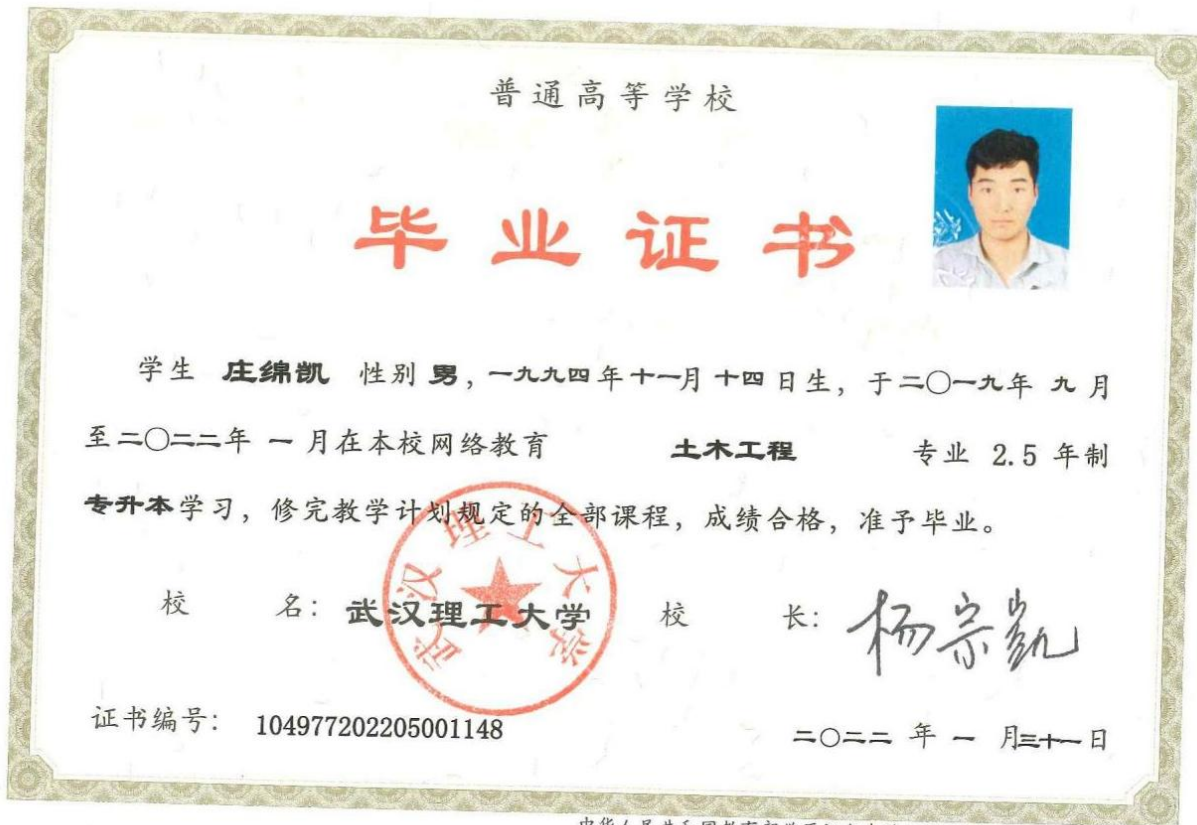 普通高等学校
毕业证书
学生 庄绵凯 性别 男，一九九四年十一月十四日生，于二〇一九年 九月
至二〇二二年 一月在本校网络教育 土木工程 专业 2.5 年制
专升本学习，修完教学计划规定的全部课程，成绩合格，准予毕业。
校 名：武汉理工大学 校 长：杨宗凯
武汉理工大学
证书编号： 104977202205001148 二〇二二 年 一 月三十一日